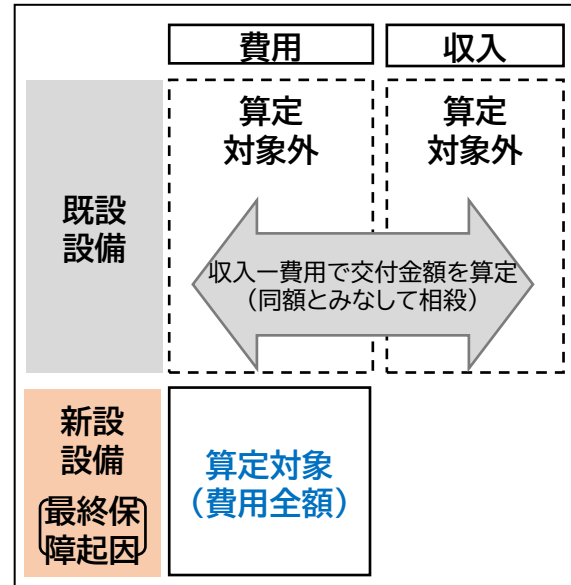 費用
収入
既設
設備
算定
対象外
算定
対象外
収入ー費用で交付金額を算定
（同額とみなして相殺）
新設
設備
最終保
障起因
算定対象
（費用全額）